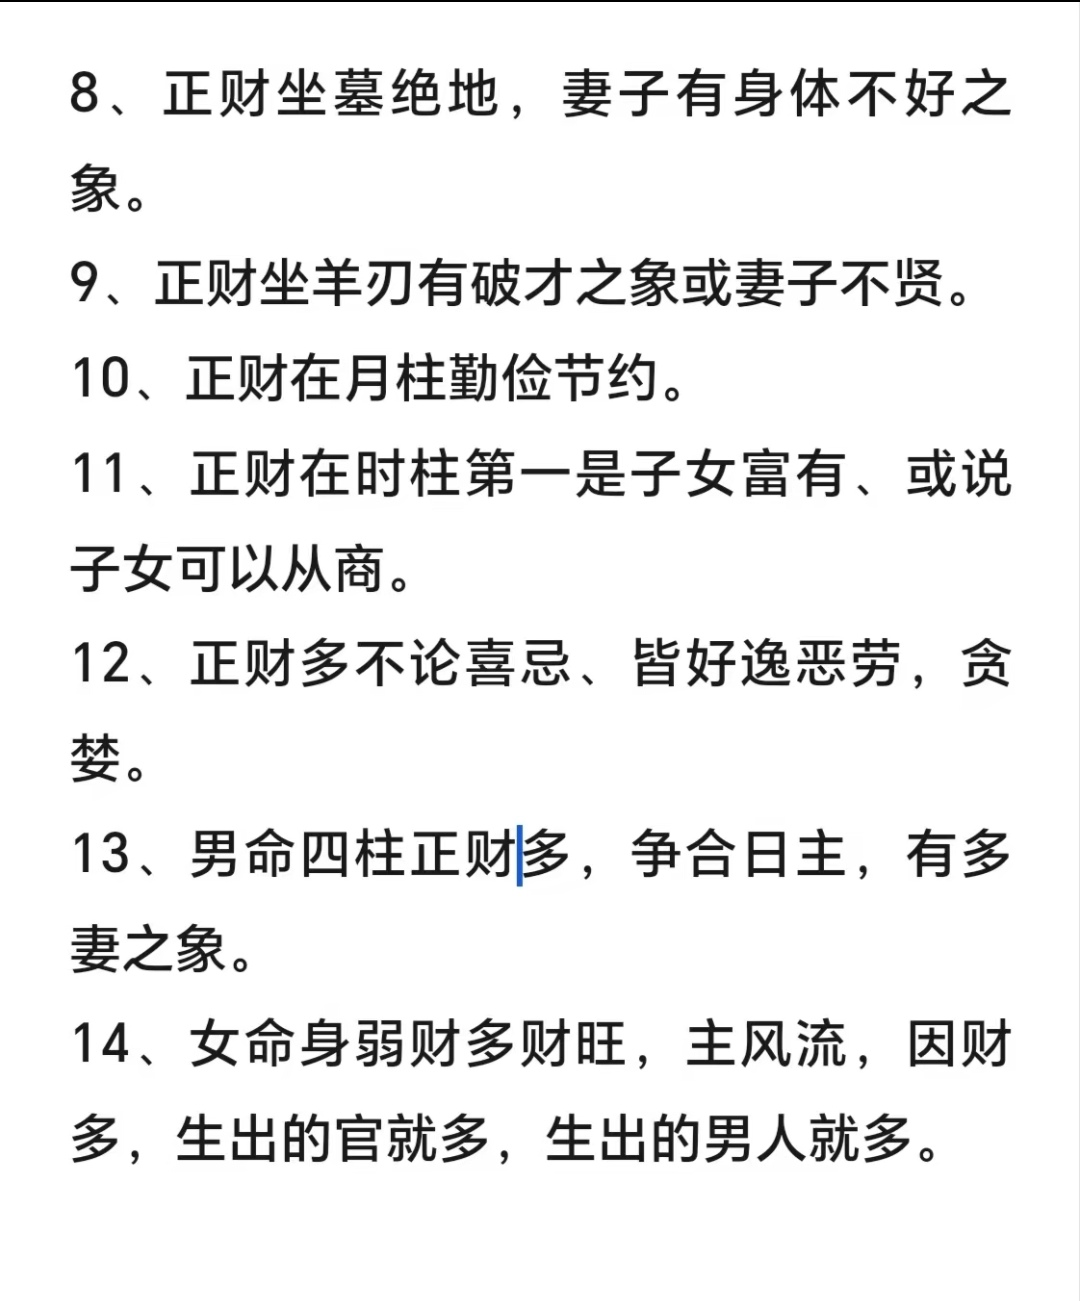 8、正财坐墓绝地，妻子有身体不好之
象。
9、正财坐羊刃有破才之象或妻子不贤。
10、正财在月柱勤俭节约。
11、正财在时柱第一是子女富有、或说
子女可以从商。
12、正财多不论喜忌、皆好逸恶劳，贪
婪。
13、男命四柱正财多，争合日主，有多
妻之象。
14、女命身弱财多财旺，主风流，因财
多，生出的官就多，生出的男人就多。